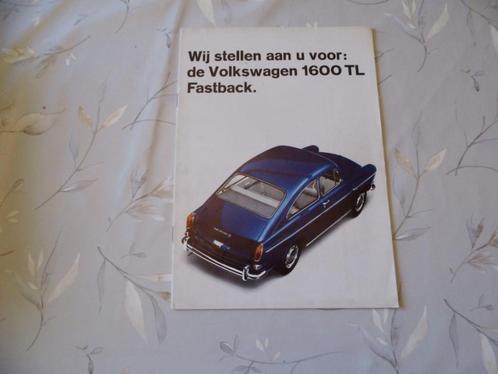 Wij stellen aan u voor:
de Volkswagen 1600 TL
Fastback.